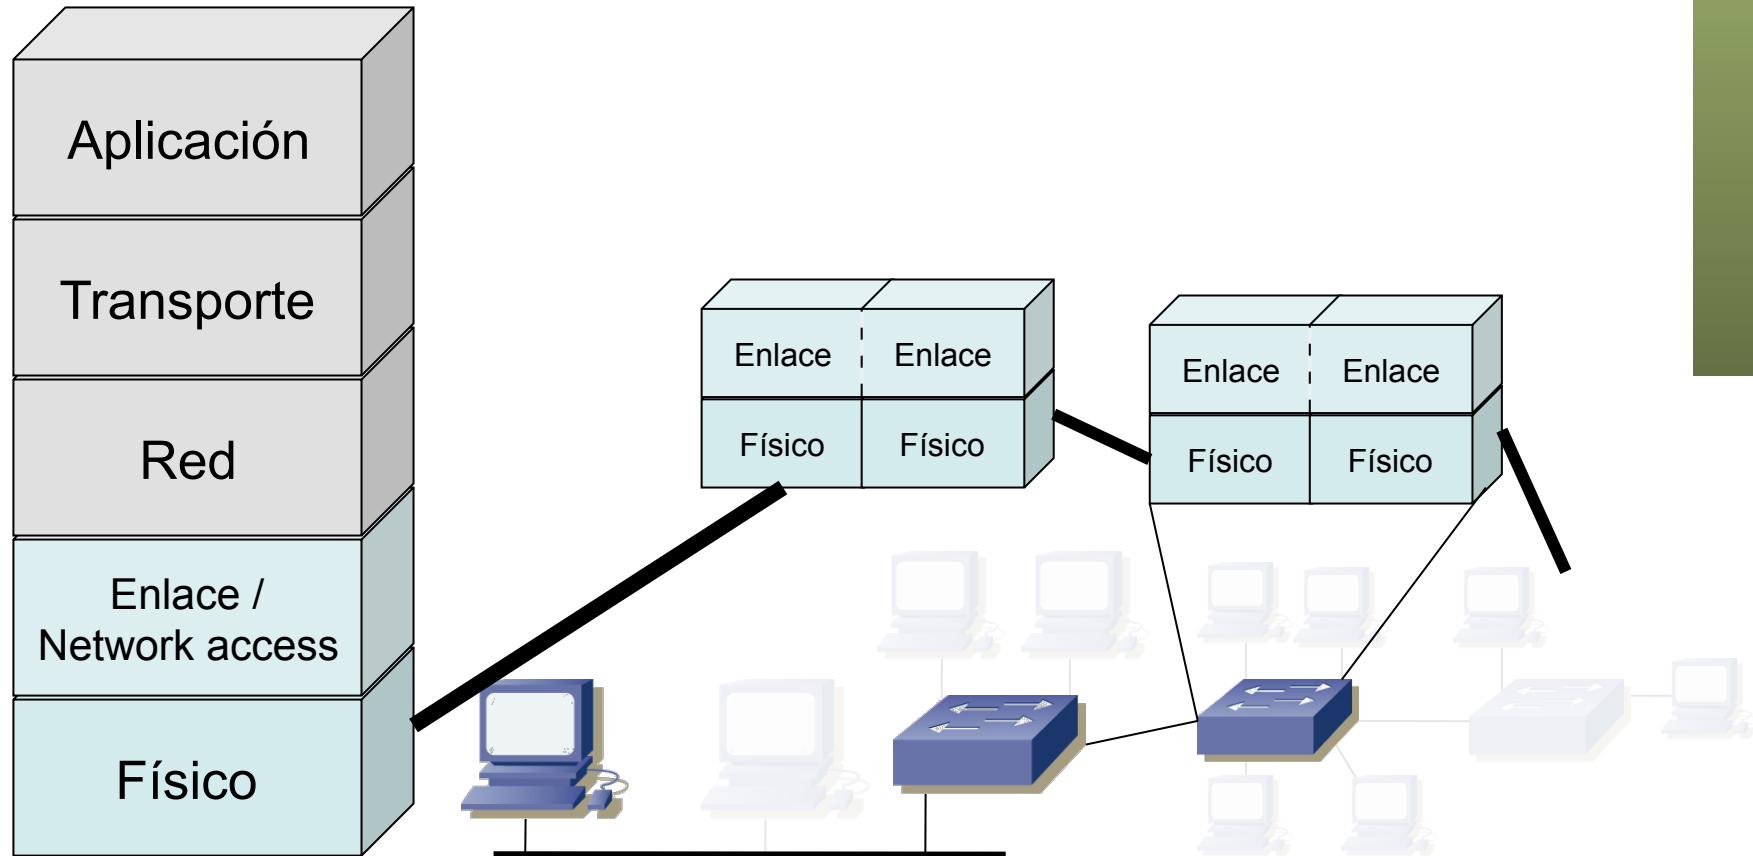 Aplicación
Transporte
Red
Enlace /
Network access
Físico
Enlace Enlace
Físico Físico
Enlace Enlace
Físico Físico